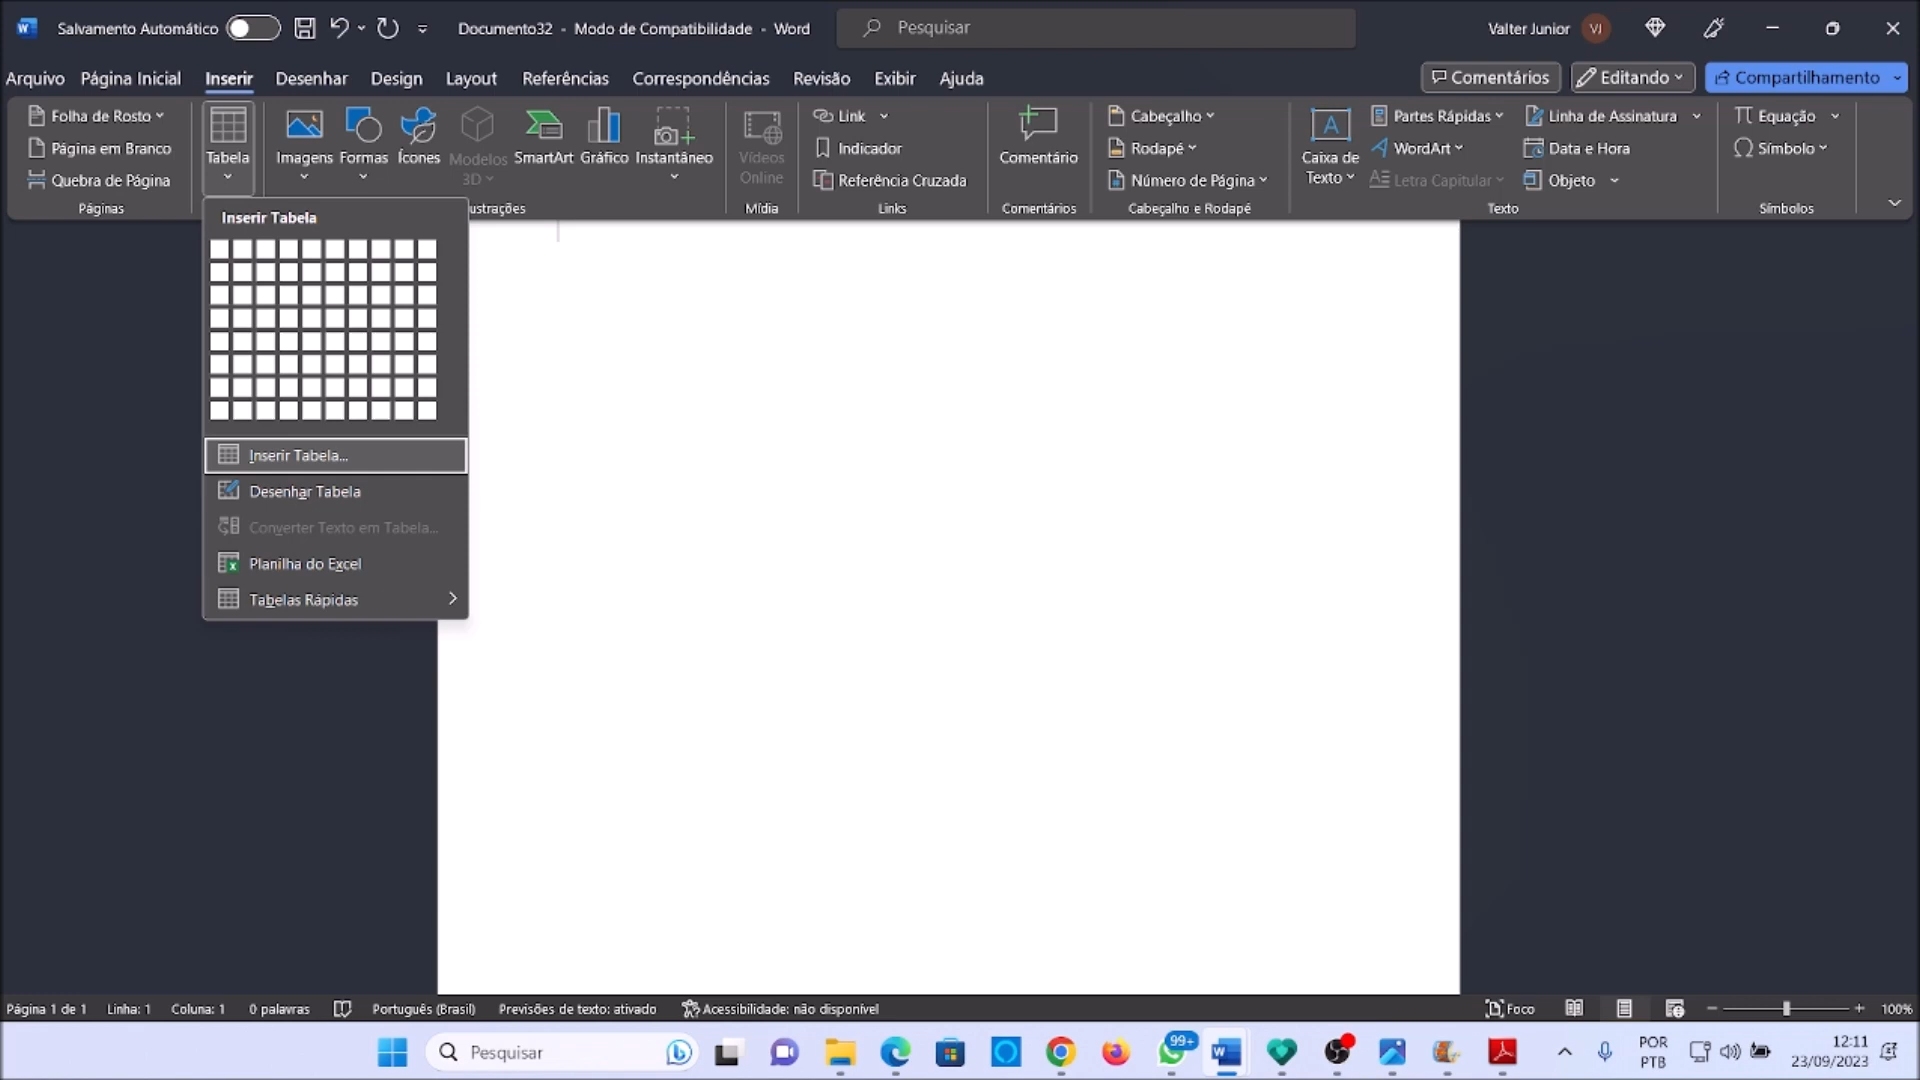 Salvamento Automático
Documento32 - Modo de Compatibilidade - Word
Pesquisar
Valter Junior
VJ
Arquivo
Página Inicial
Inserir
Desenhar
Design
Layout
Referências
Correspondências
Revisão
Exibir
Ajuda
Comentários
Editando
Compartilhamento
Folha de Rosto
Página em Branco
Quebra de Página
Páginas
Tabela
Imagens
Formas
Ícones
Modelos
3D
SmartArt
Gráfico
Instantâneo
ustrações
Vídeos
Online
Mídia
Link
Indicador
Referência Cruzada
Links
Comentário
Comentários
Cabeçalho
Rodapé
Número de Página
Cabeçalho e Rodapé
Caixa de
Texto
Partes Rápidas
WordArt
Letra Capitular
Linha de Assinatura
Data e Hora
Objeto
Texto
Equação
Símbolo
Símbolos
Inserir Tabela
Inserir Tabela...
Desenhar Tabela
Converter Texto em Tabela...
Planilha do Excel
Tabelas Rápidas
Página 1 de 1
Linha: 1
Coluna: 1
0 palavras
Português (Brasil)
Previsões de texto: ativado
Acessibilidade: não disponível
Foco
100%
Pesquisar
99+
POR
PTB
12:11
23/09/2023